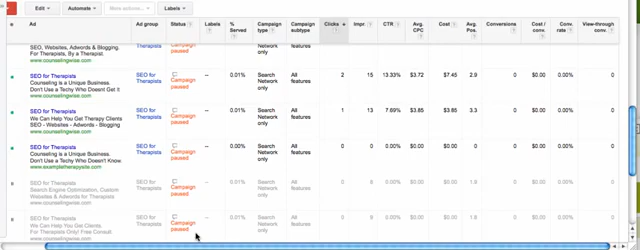 Edit Automate More actions... Labels
Ad Ad group Status Labels % Served Campaign type Campaign subtype Clicks Impr. CTR Avg. CPC Cost Avg. Pos. Conversions Cost / conv. Conv. rate View-through conv.
SEO, Websites, Adwords & Blogging.
For Therapists, By a Therapist.
www.counselingwise.com
Therapists Campaign paused Network only features
SEO for Therapists
Counseling is a Unique Business.
Don't Use a Techy Who Doesn't Get it
www.counselingwise.com
SEO for Therapists Campaign paused – 0.01% Search Network only All features 2 15 13.33% $3.72 $7.45 2.9 0 $0.00 0.00% 0
SEO for Therapists
We Can Help You Get Therapy Clients
SEO - Websites - Adwords - Blogging
www.counselingwise.com
SEO for Therapists Campaign paused – 0.01% Search Network only All features 1 13 7.69% $3.85 $3.85 3.3 0 $0.00 0.00% 0
SEO for Therapists
Counseling is a Unique Business.
Don't Use a Techy Who Doesn't Know.
www.exampletherapysite.com
SEO for Therapists Campaign paused – 0.00% Search Network only All features 0 0 0.00% $0.00 $0.00 0 0 $0.00 0.00% 0
SEO for Therapists
Search Engine Optimization, Custom
Websites & Adwords for Therapists
www.counselingwise.com
SEO for Therapists Campaign paused – 0.01% Search Network only All features 0 0.00% $0.00 $0.00 0 $0.00 0.00% 0
SEO for Therapists
We Can Help You Get Clients.
For Therapists Only! Free Consult
www.counselingwise.com
SEO for Therapists Campaign paused – 0.01% Search Network only All features 0 9 0.00% $0.00 $0.00 0 $0.00 0.00% 0